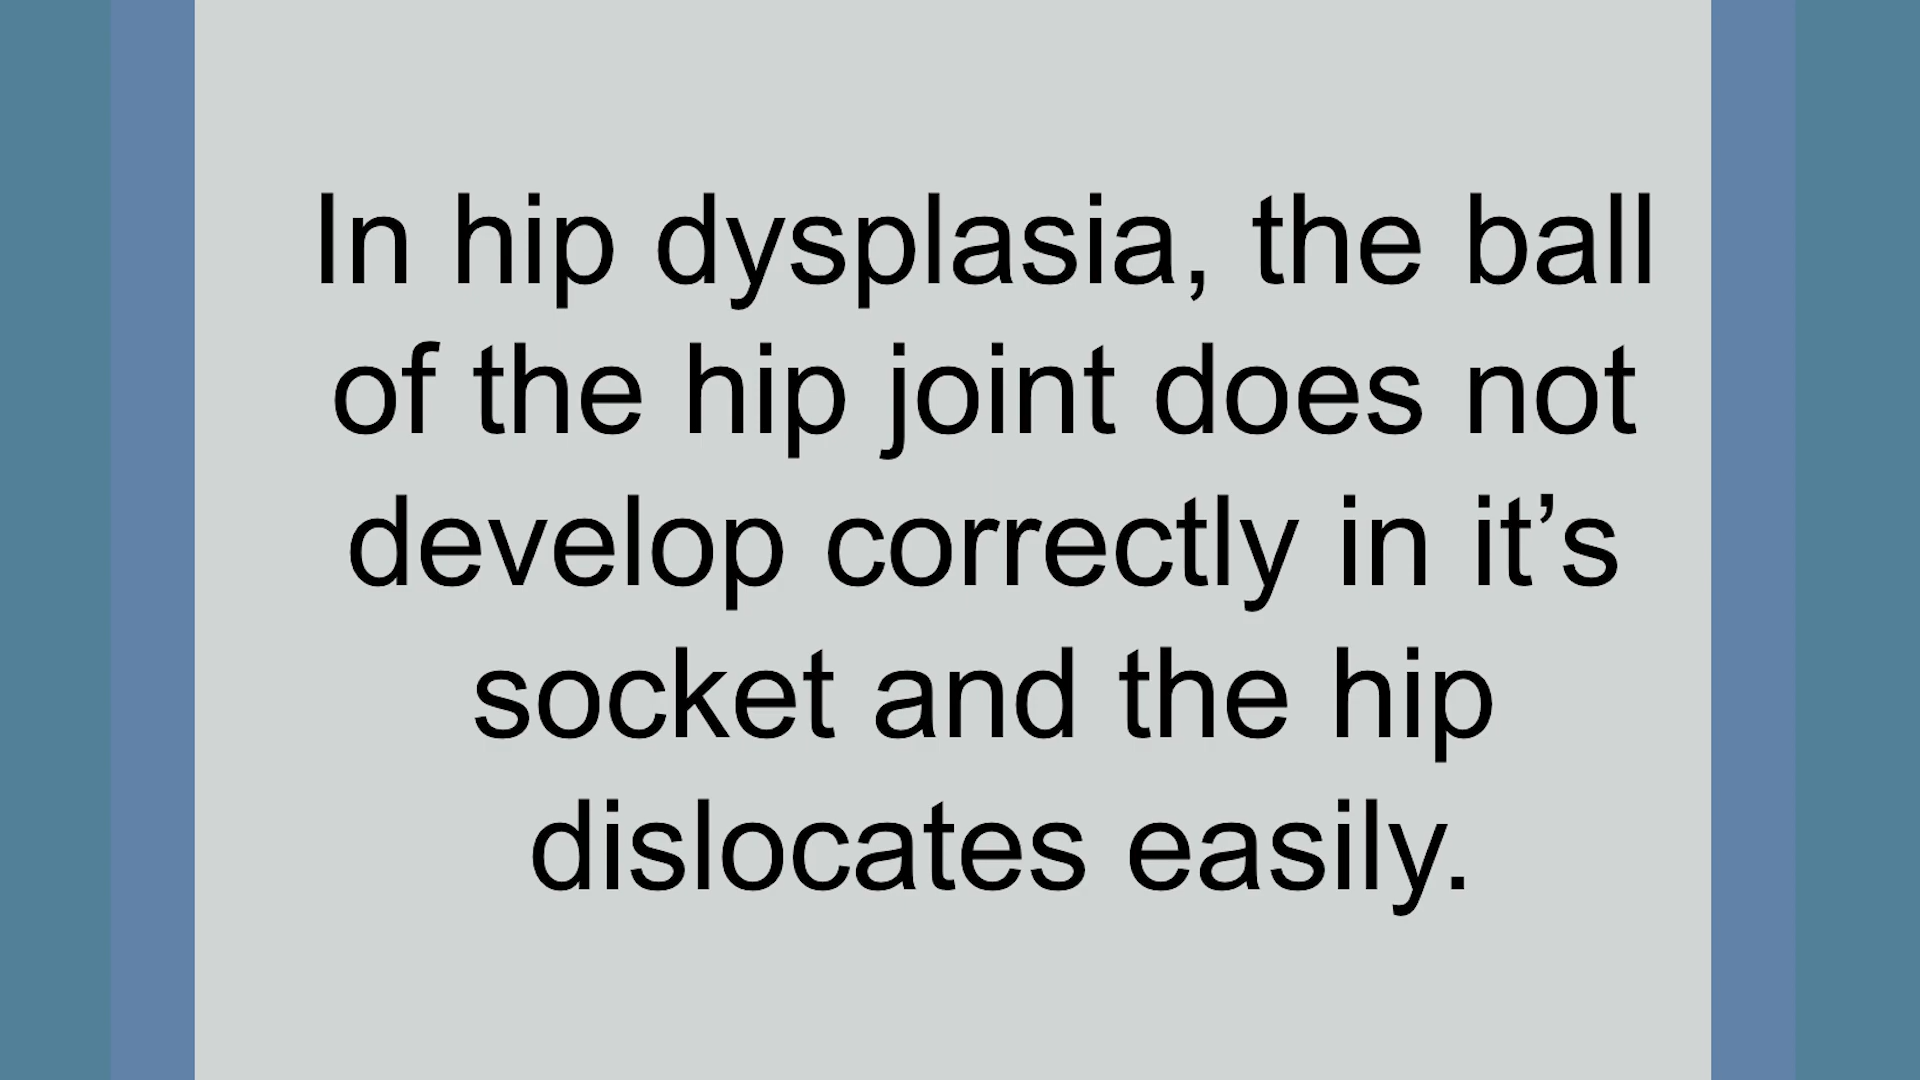 In hip dysplasia, the ball
of the hip joint does not
develop correctly in it’s
socket and the hip
dislocates easily.